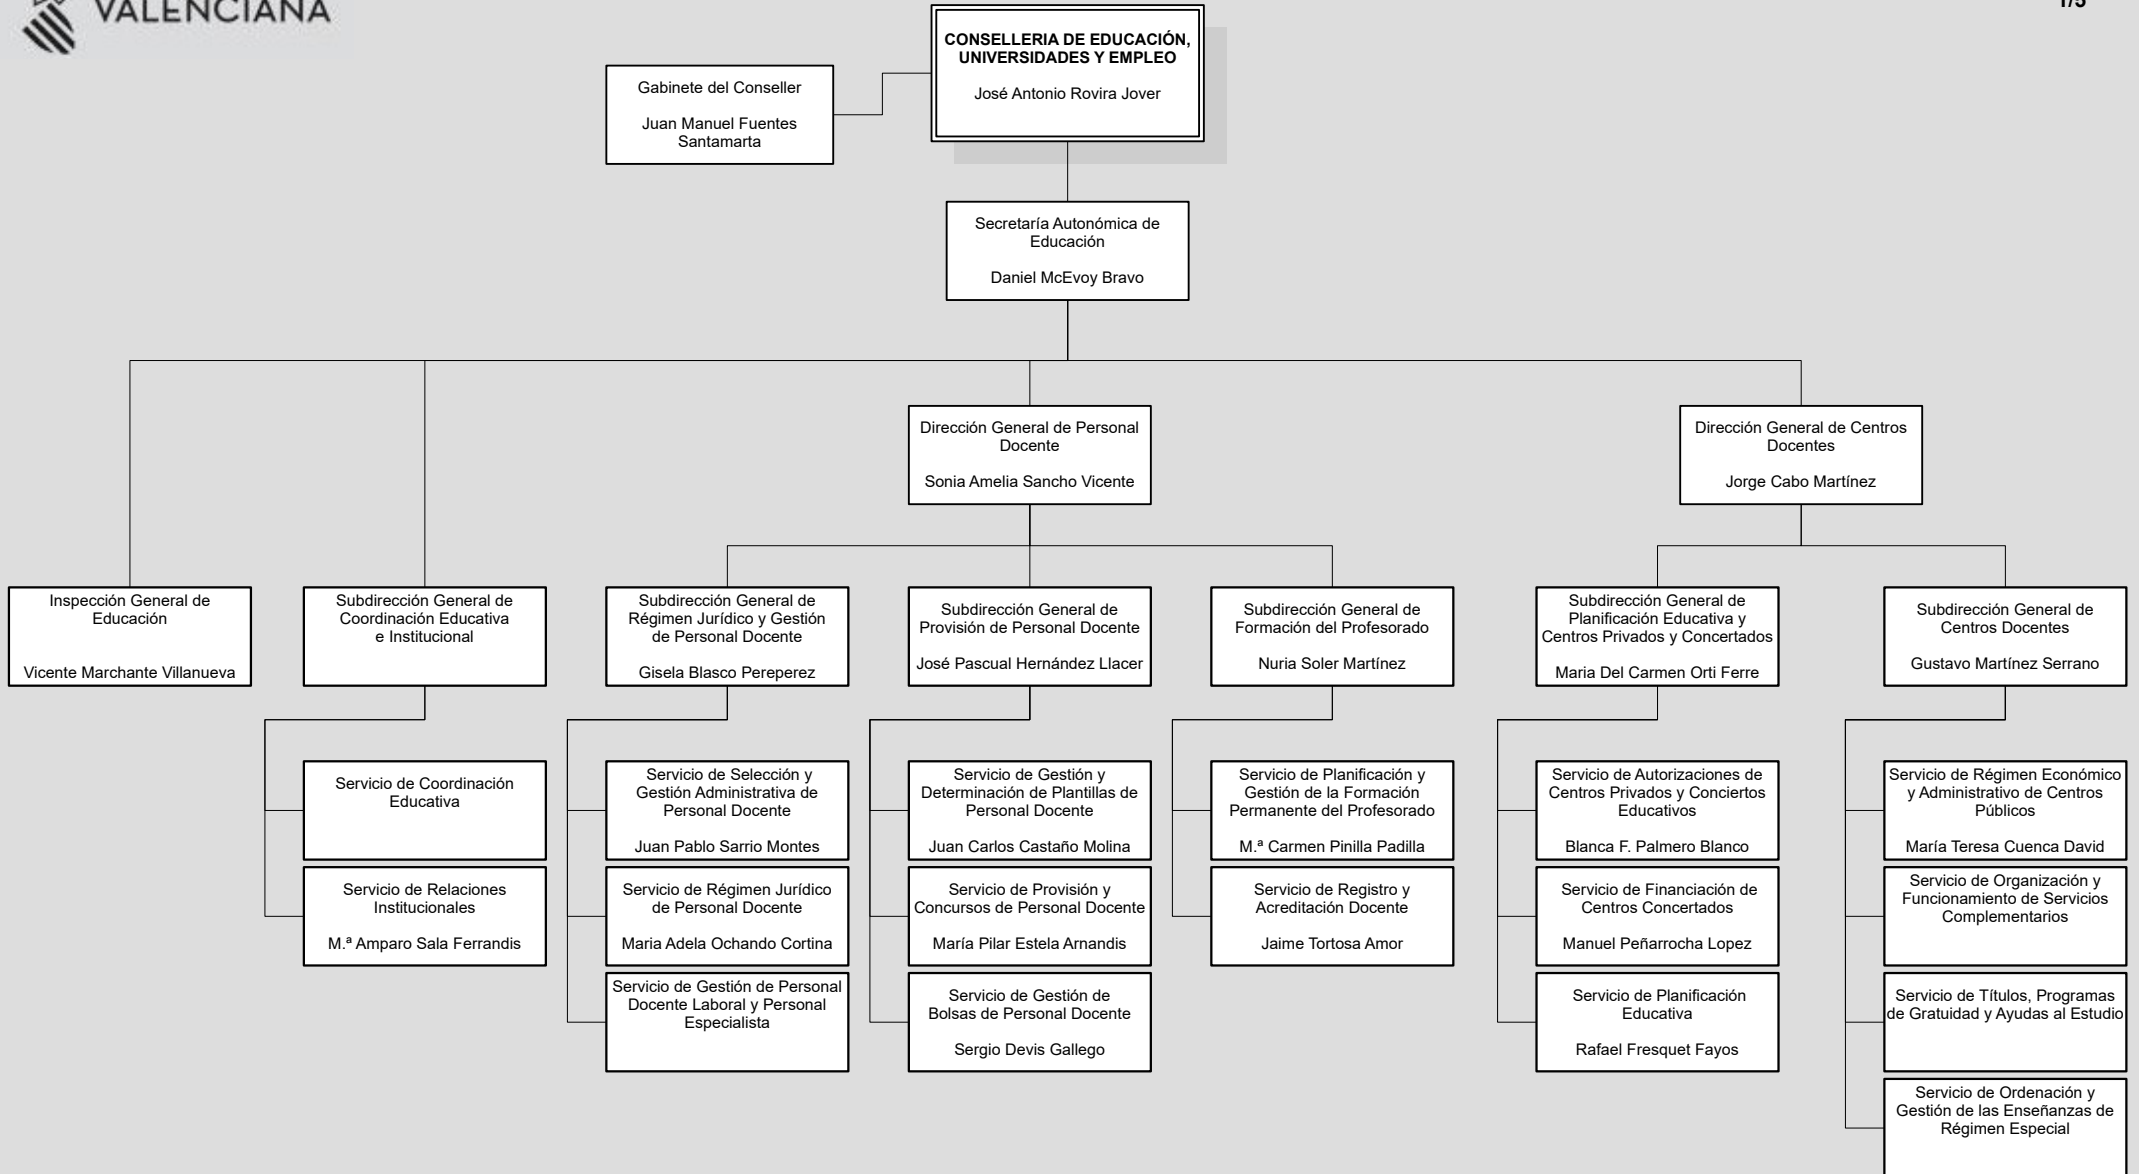 VALENCIANA
1/5
CONSELLERIA DE EDUCACIÓN,
UNIVERSIDADES Y EMPLEO
José Antonio Rovira Jover
Gabinete del Conseller
Juan Manuel Fuentes
Santamarta
Secretaría Autonómica de
Educación
Daniel McEvoy Bravo
Dirección General de Personal
Docente
Sonia Amelia Sancho Vicente
Dirección General de Centros
Docentes
Jorge Cabo Martínez
Inspección General de
Educación
Vicente Marchante Villanueva
Subdirección General de
Coordinación Educativa
e Institucional
Subdirección General de
Régimen Jurídico y Gestión
de Personal Docente
Gisela Blasco Pereperez
Subdirección General de
Provisión de Personal Docente
José Pascual Hernández Llacer
Subdirección General de
Formación del Profesorado
Nuria Soler Martínez
Subdirección General de
Planificación Educativa y
Centros Privados y Concertados
Maria Del Carmen Orti Ferre
Subdirección General de
Centros Docentes
Gustavo Martínez Serrano
Servicio de Coordinación
Educativa
Servicio de Relaciones
Institucionales
M.ª Amparo Sala Ferrandis
Servicio de Selección y
Gestión Administrativa de
Personal Docente
Juan Pablo Sarrio Montes
Servicio de Régimen Jurídico
de Personal Docente
Maria Adela Ochando Cortina
Servicio de Gestión de Personal
Docente Laboral y Personal
Especialista
Servicio de Gestión y
Determinación de Plantillas de
Personal Docente
Juan Carlos Castaño Molina
Servicio de Provisión y
Concursos de Personal Docente
María Pilar Estela Arnandis
Servicio de Gestión de
Bolsas de Personal Docente
Sergio Devis Gallego
Servicio de Planificación y
Gestión de la Formación
Permanente del Profesorado
M.ª Carmen Pinilla Padilla
Servicio de Registro y
Acreditación Docente
Jaime Tortosa Amor
Servicio de Autorizaciones de
Centros Privados y Conciertos
Educativos
Blanca F. Palmero Blanco
Servicio de Financiación de
Centros Concertados
Manuel Peñarrocha Lopez
Servicio de Planificación
Educativa
Rafael Fresquet Fayos
Servicio de Régimen Económico
y Administrativo de Centros
Públicos
María Teresa Cuenca David
Servicio de Organización y
Funcionamiento de Servicios
Complementarios
Servicio de Títulos, Programas
de Gratuidad y Ayudas al Estudio
Servicio de Ordenación y
Gestión de las Enseñanzas de
Régimen Especial